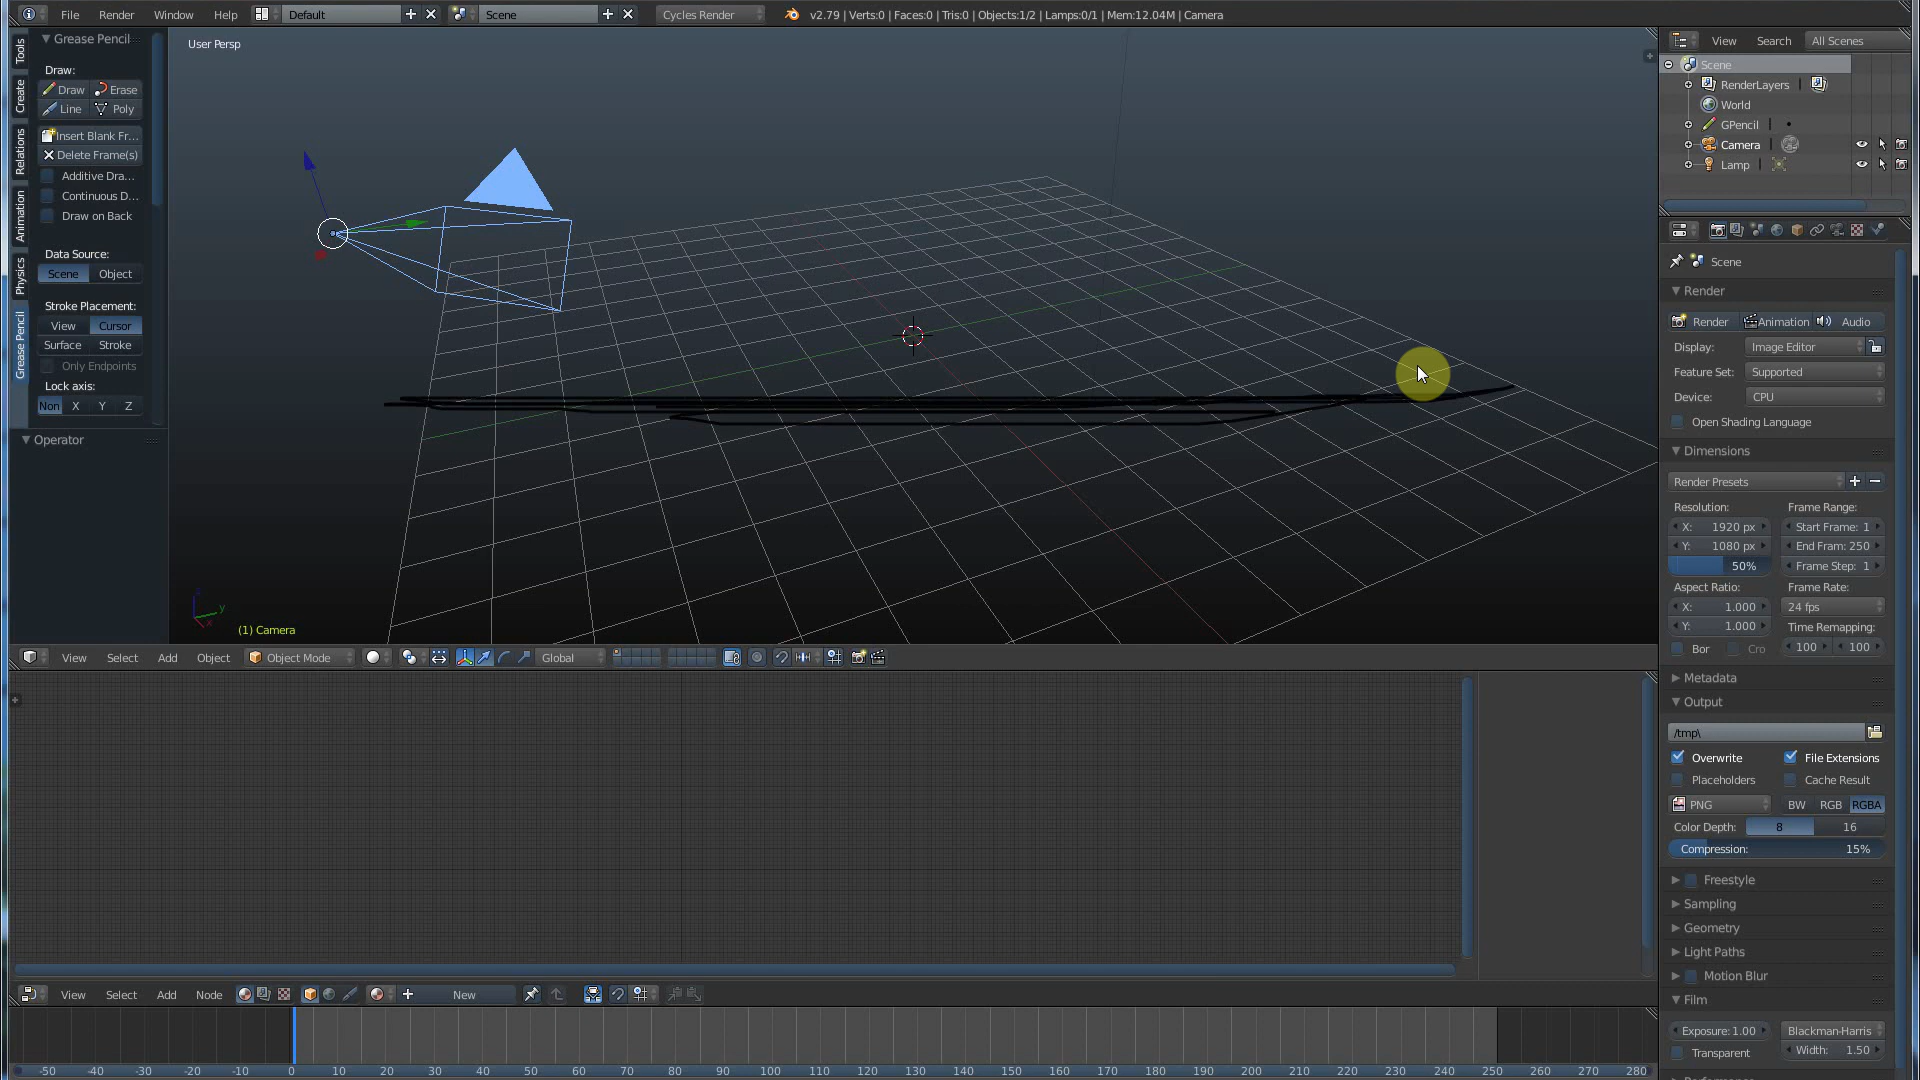 File Render Window Help Default Scene Cycles Render v2.79 | Verts:0 | Faces:0 | Tris:0 | Objects:1/2 | Lamps:0/1 | Mem:12.04M | Camera
Tools
Create
Relations
Animation
Physics
Grease Pencil
Grease Pencil
Draw:
Draw Erase
Line Poly
Insert Blank Fr...
Delete Frame(s)
Additive Dra...
Continuous D...
Draw on Back
Data Source:
Scene Object
Stroke Placement:
View Cursor
Surface Stroke
Only Endpoints
Lock axis:
Non X Y Z
Operator
User Persp
(1) Camera
View Select Add Object Object Mode Global
View Select Add Node New
-50 -40 -30 -20 -10 0 10 20 30 40 50 60 70 80 90 100 110 120 130 140 150 160 170 180 190 200 210 220 230 240 250 260 270 280
View Search All Scenes
Scene
RenderLayers
World
GPencil
Camera
Lamp
Scene
Render
Render Animation Audio
Display: Image Editor
Feature Set: Supported
Device: CPU
Open Shading Language
Dimensions
Render Presets
Resolution: Frame Range:
X: 1920 px Start Frame: 1
Y: 1080 px End Fram: 250
50% Frame Step: 1
Aspect Ratio: Frame Rate:
X: 1.000 24 fps
Y: 1.000 Time Remapping:
Bor Cro 100 100
Metadata
Output
/tmp\
Overwrite File Extensions
Placeholders Cache Result
PNG BW RGB RGBA
Color Depth: 8 16
Compression: 15%
Freestyle
Sampling
Geometry
Light Paths
Motion Blur
Film
Exposure: 1.00 Blackman-Harris
Transparent Width: 1.50